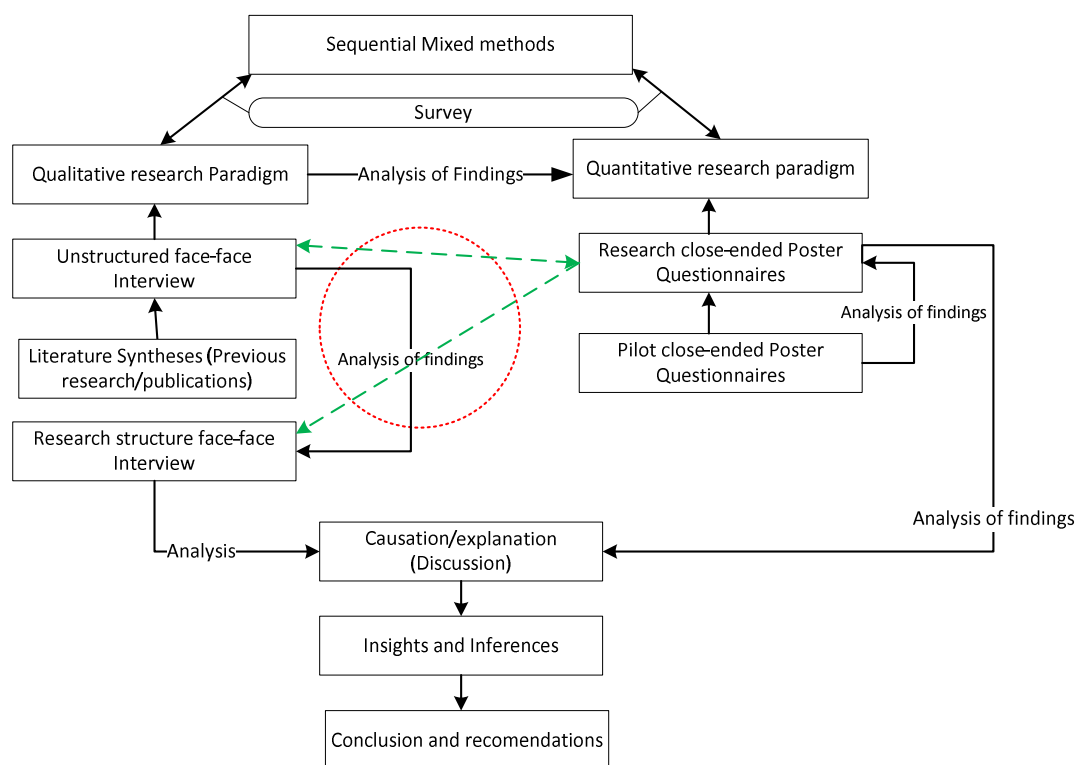 Sequential Mixed methods
Survey
Qualitative research Paradigm
Analysis of Findings
Quantitative research paradigm
Unstructured face-face
Interview
Research close-ended Poster
Questionnaires
Analysis of findings
Literature Syntheses (Previous
research/publications)
Analysis of findings
Pilot close-ended Poster
Questionnaires
Research structure face-face
Interview
Analysis of findings
Analysis
Causation/explanation
(Discussion)
Insights and Inferences
Conclusion and recomendations